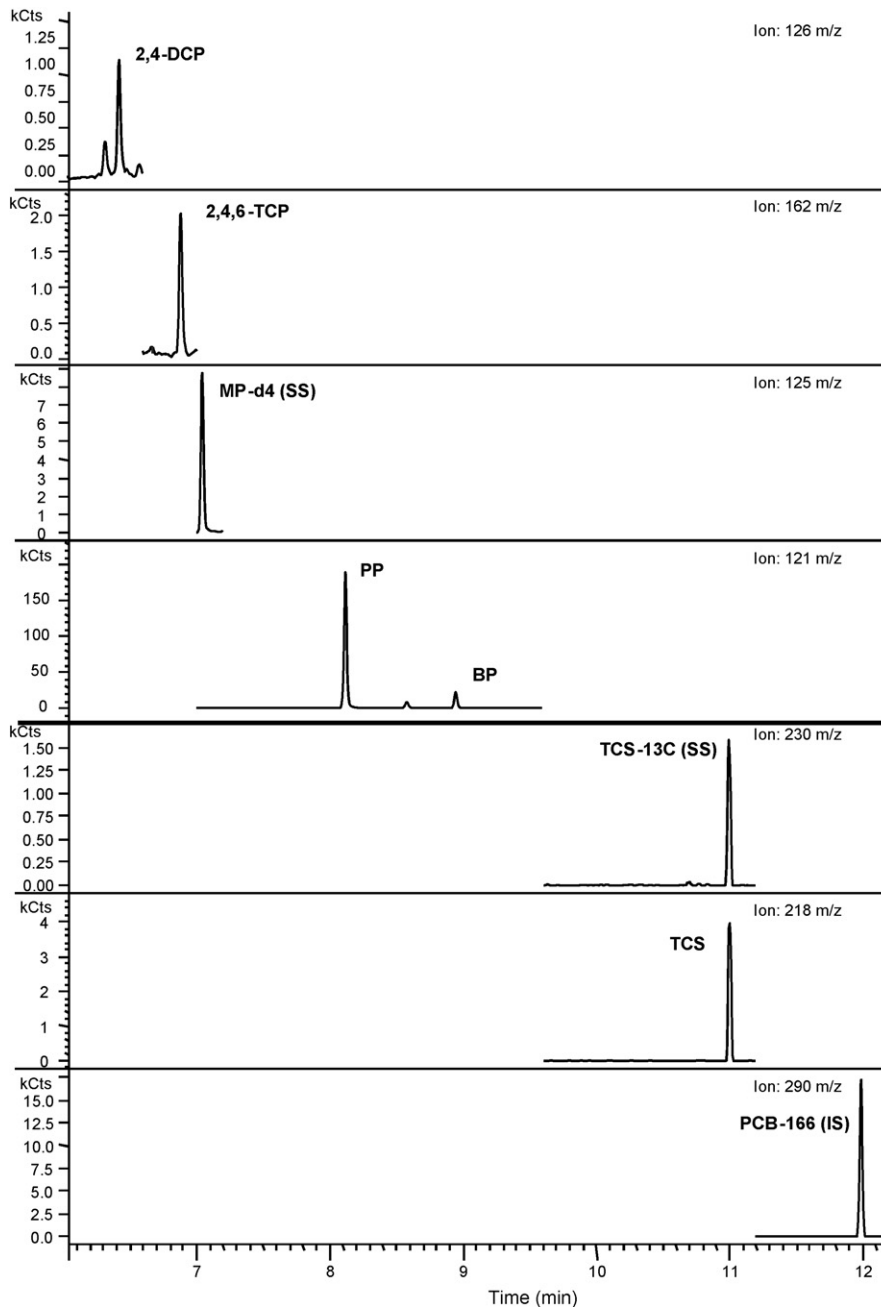 kCts
Ion: 126 m/z
1.25
2,4-DCP
1.00
0.75
0.50
0.25
0.00
kCts
Ion: 162 m/z
2.0
2,4,6-TCP
1.5
1.0
0.5
0.0
kCts
Ion: 125 m/z
MP-d4 (SS)
7
6
5
4
3
2
1
0
kCts
Ion: 121 m/z
PP
150
100
BP
50
0
kCts
Ion: 230 m/z
1.50
TCS-13C (SS)
1.25
1.00
0.75
0.50
0.25
0.00
kCts
Ion: 218 m/z
4
TCS
3
2
1
0
kCts
Ion: 290 m/z
15.0
PCB-166 (IS)
12.5
10.0
7.5
5.0
2.5
0.0
7 8 9 10 11 12
Time (min)